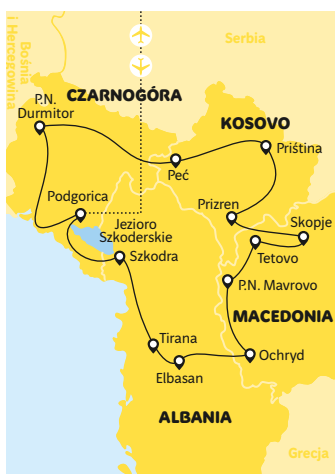 Bośnia
i Hercegowina
Serbia
CZARNOGÓRA
P.N.
Durmitor
KOSOVO
Priština
Peć
Podgorica
Prizren
Jezioro
Szkoderskie
Skopje
Szkodra
Tetovo
P.N. Mavrovo
MACEDONIA
Tirana
Ochryd
Elbasan
ALBANIA
Grecja